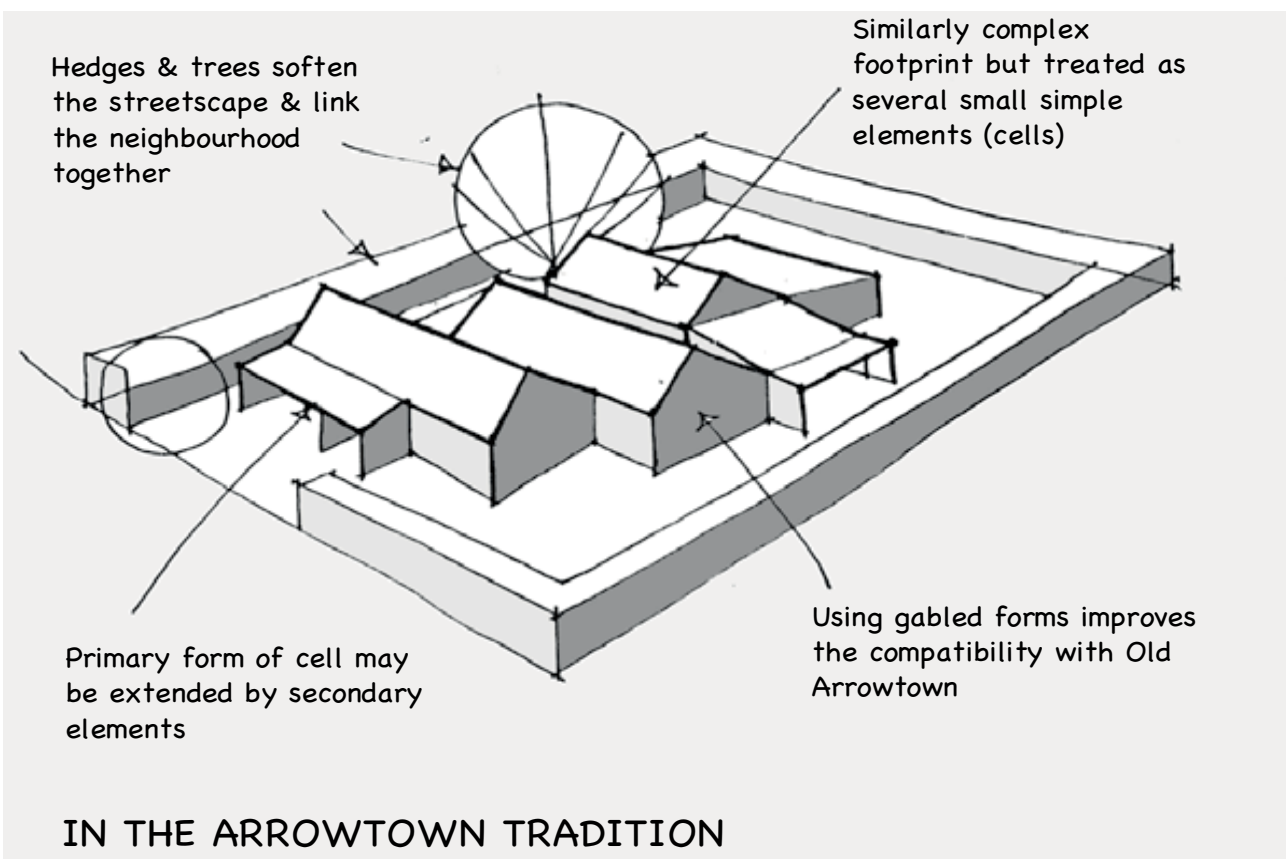 Hedges & trees soften
the streetscape & link
the neighbourhood
together
Similarly complex
footprint but treated as
several small simple
elements (cells)
Primary form of cell may
be extended by secondary
elements
Using gabled forms improves
the compatibility with Old
Arrowtown
IN THE ARROWTOWN TRADITION